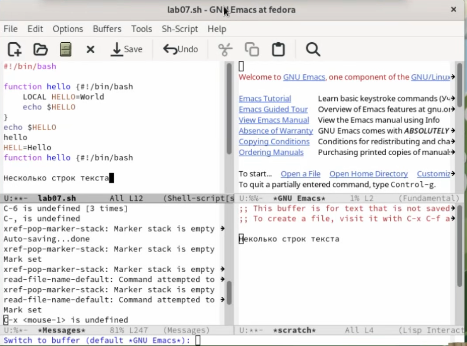 lab07.sh - GNU Emacs at fedora
File Edit Options Buffers Tools Sh-Script Help
Save Undo
#!/bin/bash
function hello {#!/bin/bash
LOCAL HELLO=World
echo $HELLO
}
echo $HELLO
hello
HELL=Hello
function hello {#!/bin/bash
Несколько строк текста
U:**- lab07.sh All L12 (Shell-script[s
Welcome to GNU Emacs, one component of the GNU/Linux
Emacs Tutorial Learn basic keystroke commands
Emacs Guided Tour Overview of Emacs features at gnu.o
View Emacs Manual View the Emacs manual using Info
Absence of Warranty GNU Emacs comes with ABSOLUTELY
Copying Conditions Conditions for redistributing and cha
Ordering Manuals Purchasing printed copies of manual
To start... Open a File Open Home Directory Customiz
To quit a partially entered command, type Control-g.
U:%%- *GNU Emacs* 1% L2 (Fundamental)
C-6 is undefined [3 times]
C-, is undefined
xref-pop-marker-stack: Marker stack is empty
Auto-saving...done
xref-pop-marker-stack: Marker stack is empty
Mark set
xref-pop-marker-stack: Marker stack is empty
read-file-name-default: Command attempted to
xref-pop-marker-stack: Marker stack is empty
read-file-name-default: Command attempted to
Mark set
C-x <mouse-1> is undefined
U:%*- *Messages* 81% L247 (Messages)
;; This buffer is for text that is not saved
;; To create a file, visit it with C-x C-f a
Неколько строк текста
U:**- *scratch* All L4 (Lisp Interact
Switch to buffer (default *GNU Emacs*):